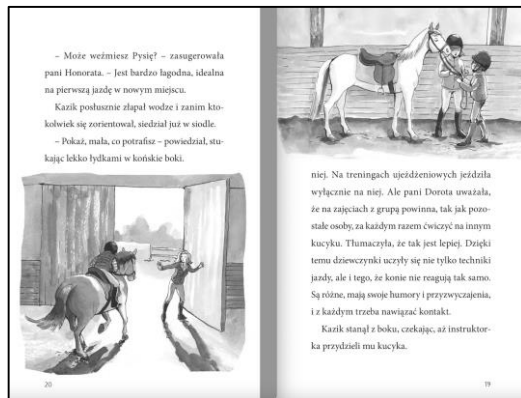 – Może weźmiesz Pysię? – zasugerowała
pani Honorata. – Jest bardzo łagodna, idealna
na pierwszą jazdę w nowym miejscu.
Kazik posłusznie złapał wodze i zanim kto-
kolwiek się zorientował, siedział już w siodle.
– Pokaż, mała, co potrafisz – powiedział, stu-
kając lekko łydkami w końskie boki.
20
niej. Na treningach ujeżdżeniowych jeździła
wyłącznie na niej. Ale pani Dorota uważała,
że na zajęciach z grupą powinna, tak jak pozo-
stałe osoby, za każdym razem ćwiczyć na innym
kucyku. Tłumaczyła, że tak jest lepiej. Dzięki
temu dziewczynki uczyły się nie tylko techniki
jazdy, ale i tego, że konie nie reagują tak samo.
Są różne, mają swoje humory i przyzwyczajenia,
i z każdym trzeba nawiązać kontakt.
Kazik stanął z boku, czekając, aż instruktor-
ka przydzieli mu kucyka.
19